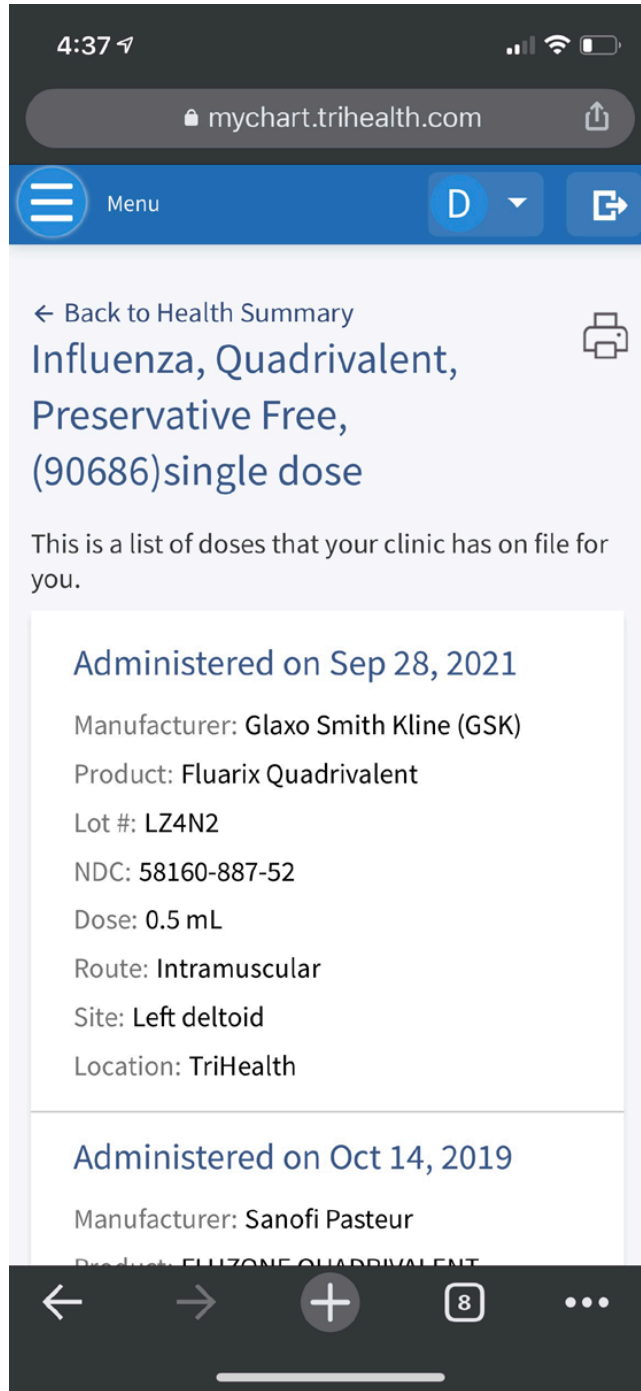 4:37
mychart.trihealth.com
Menu
D
← Back to Health Summary
Influenza, Quadrivalent,
Preservative Free,
(90686)single dose
This is a list of doses that your clinic has on file for
you.
Administered on Sep 28, 2021
Manufacturer: Glaxo Smith Kline (GSK)
Product: Fluarix Quadrivalent
Lot #: LZ4N2
NDC: 58160-887-52
Dose: 0.5 mL
Route: Intramuscular
Site: Left deltoid
Location: TriHealth
Administered on Oct 14, 2019
Manufacturer: Sanofi Pasteur
Product: FLUZONE QUADRIVALENT
8